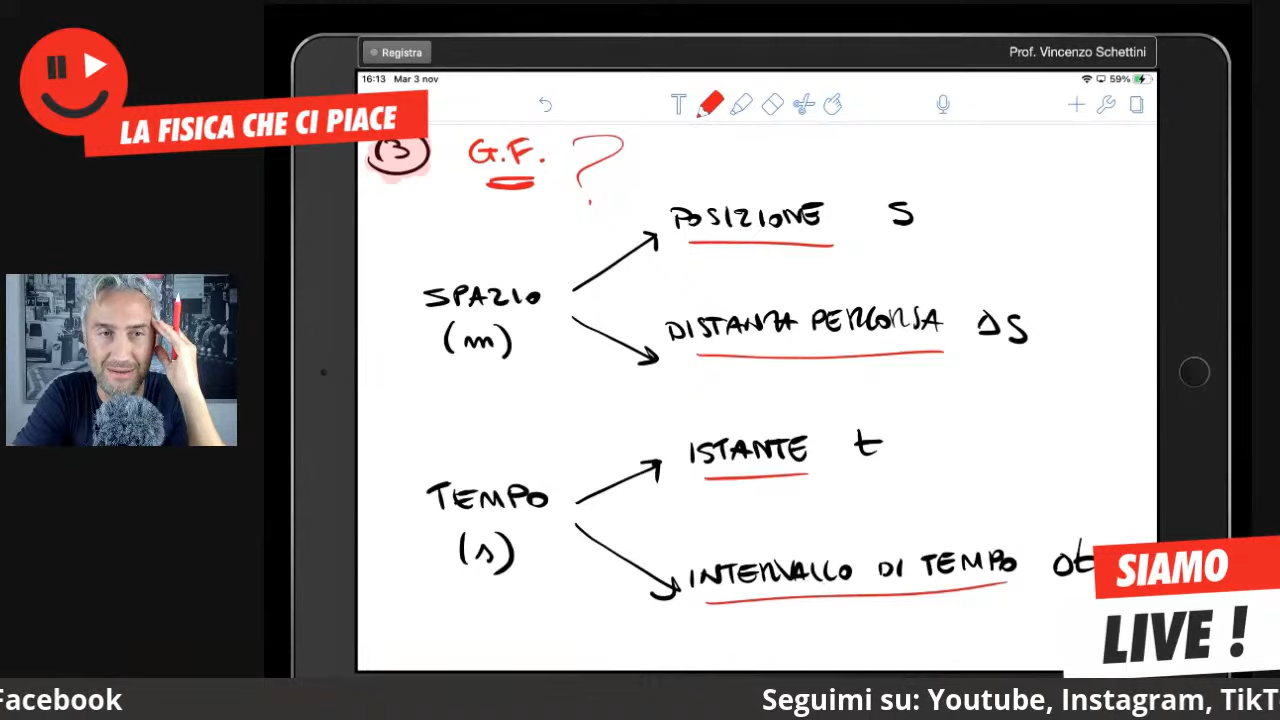 Registra
Prof. Vincenzo Schettini
16:13 Mar 3 nov
59%
LA FISICA CHE CI PIACE
3 G.F. ?
POSIZIONE S
SPAZIO
(m)
DISTANZA PERCORSA ΔS
ISTANTE t
TEMPO
(s)
INTERVALLO DI TEMPO Δt
SIAMO
LIVE !
Facebook
Seguimi su: Youtube, Instagram, TikT